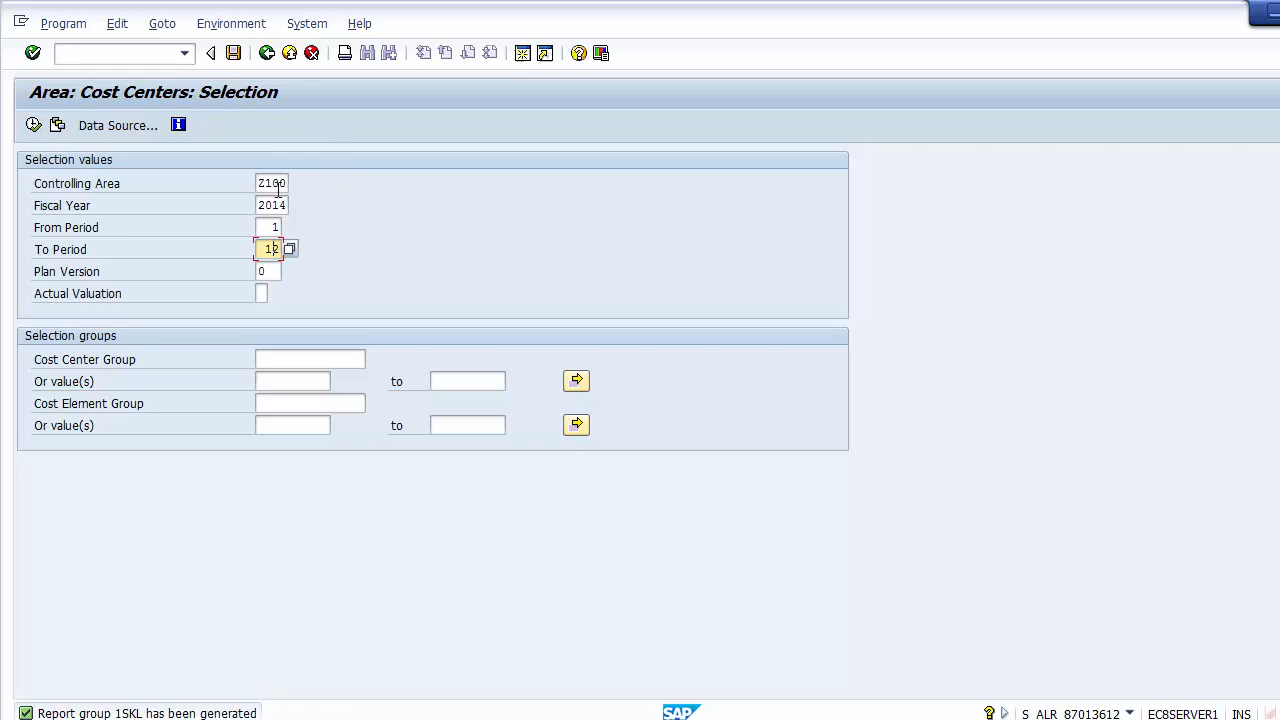 Program Edit Goto Environment System Help
Area: Cost Centers: Selection
Data Source...
Selection values
Controlling Area Z100
Fiscal Year 2014
From Period 1
To Period 12
Plan Version 0
Actual Valuation
Selection groups
Cost Center Group
Or value(s) to
Cost Element Group
Or value(s) to
Report group 1SKL has been generated SAP S_ALR_87013612 EC8SERVER1 INS